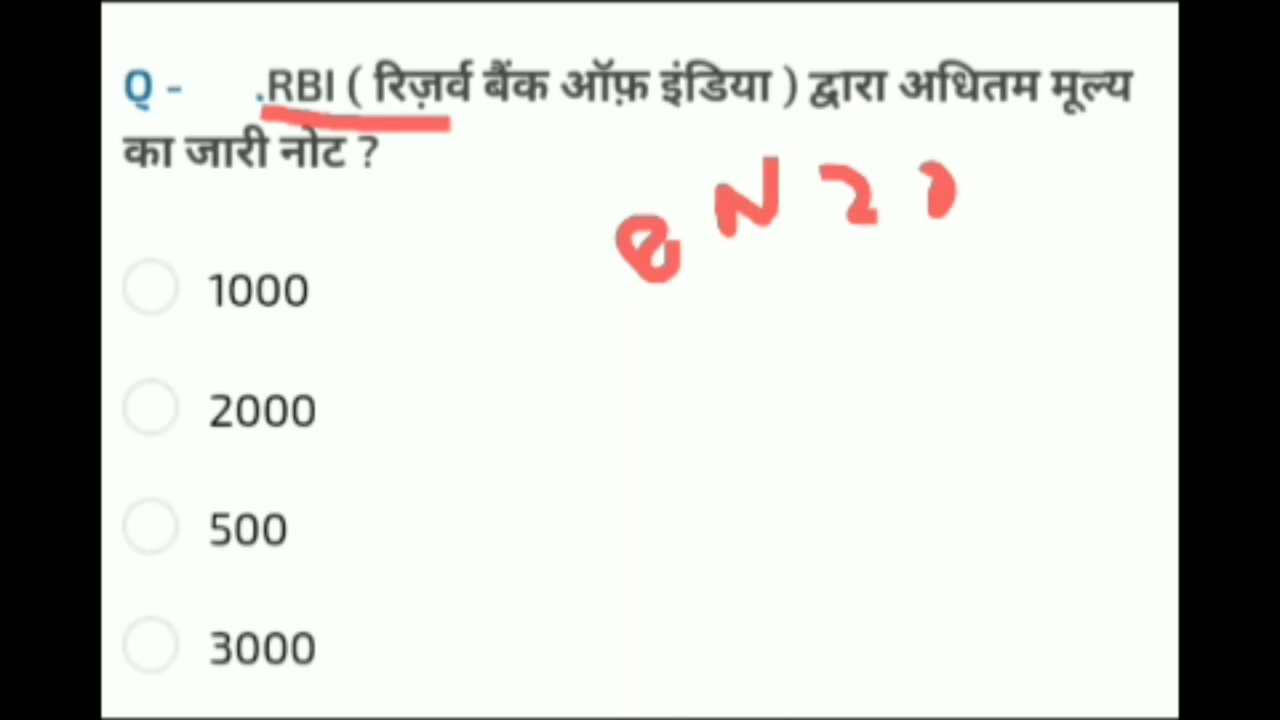 Q - .RBI ( रिज़र्व बैंक ऑफ़ इंडिया ) द्वारा अधितम मूल्य
का जारी नोट ?
1000
2000
500
3000